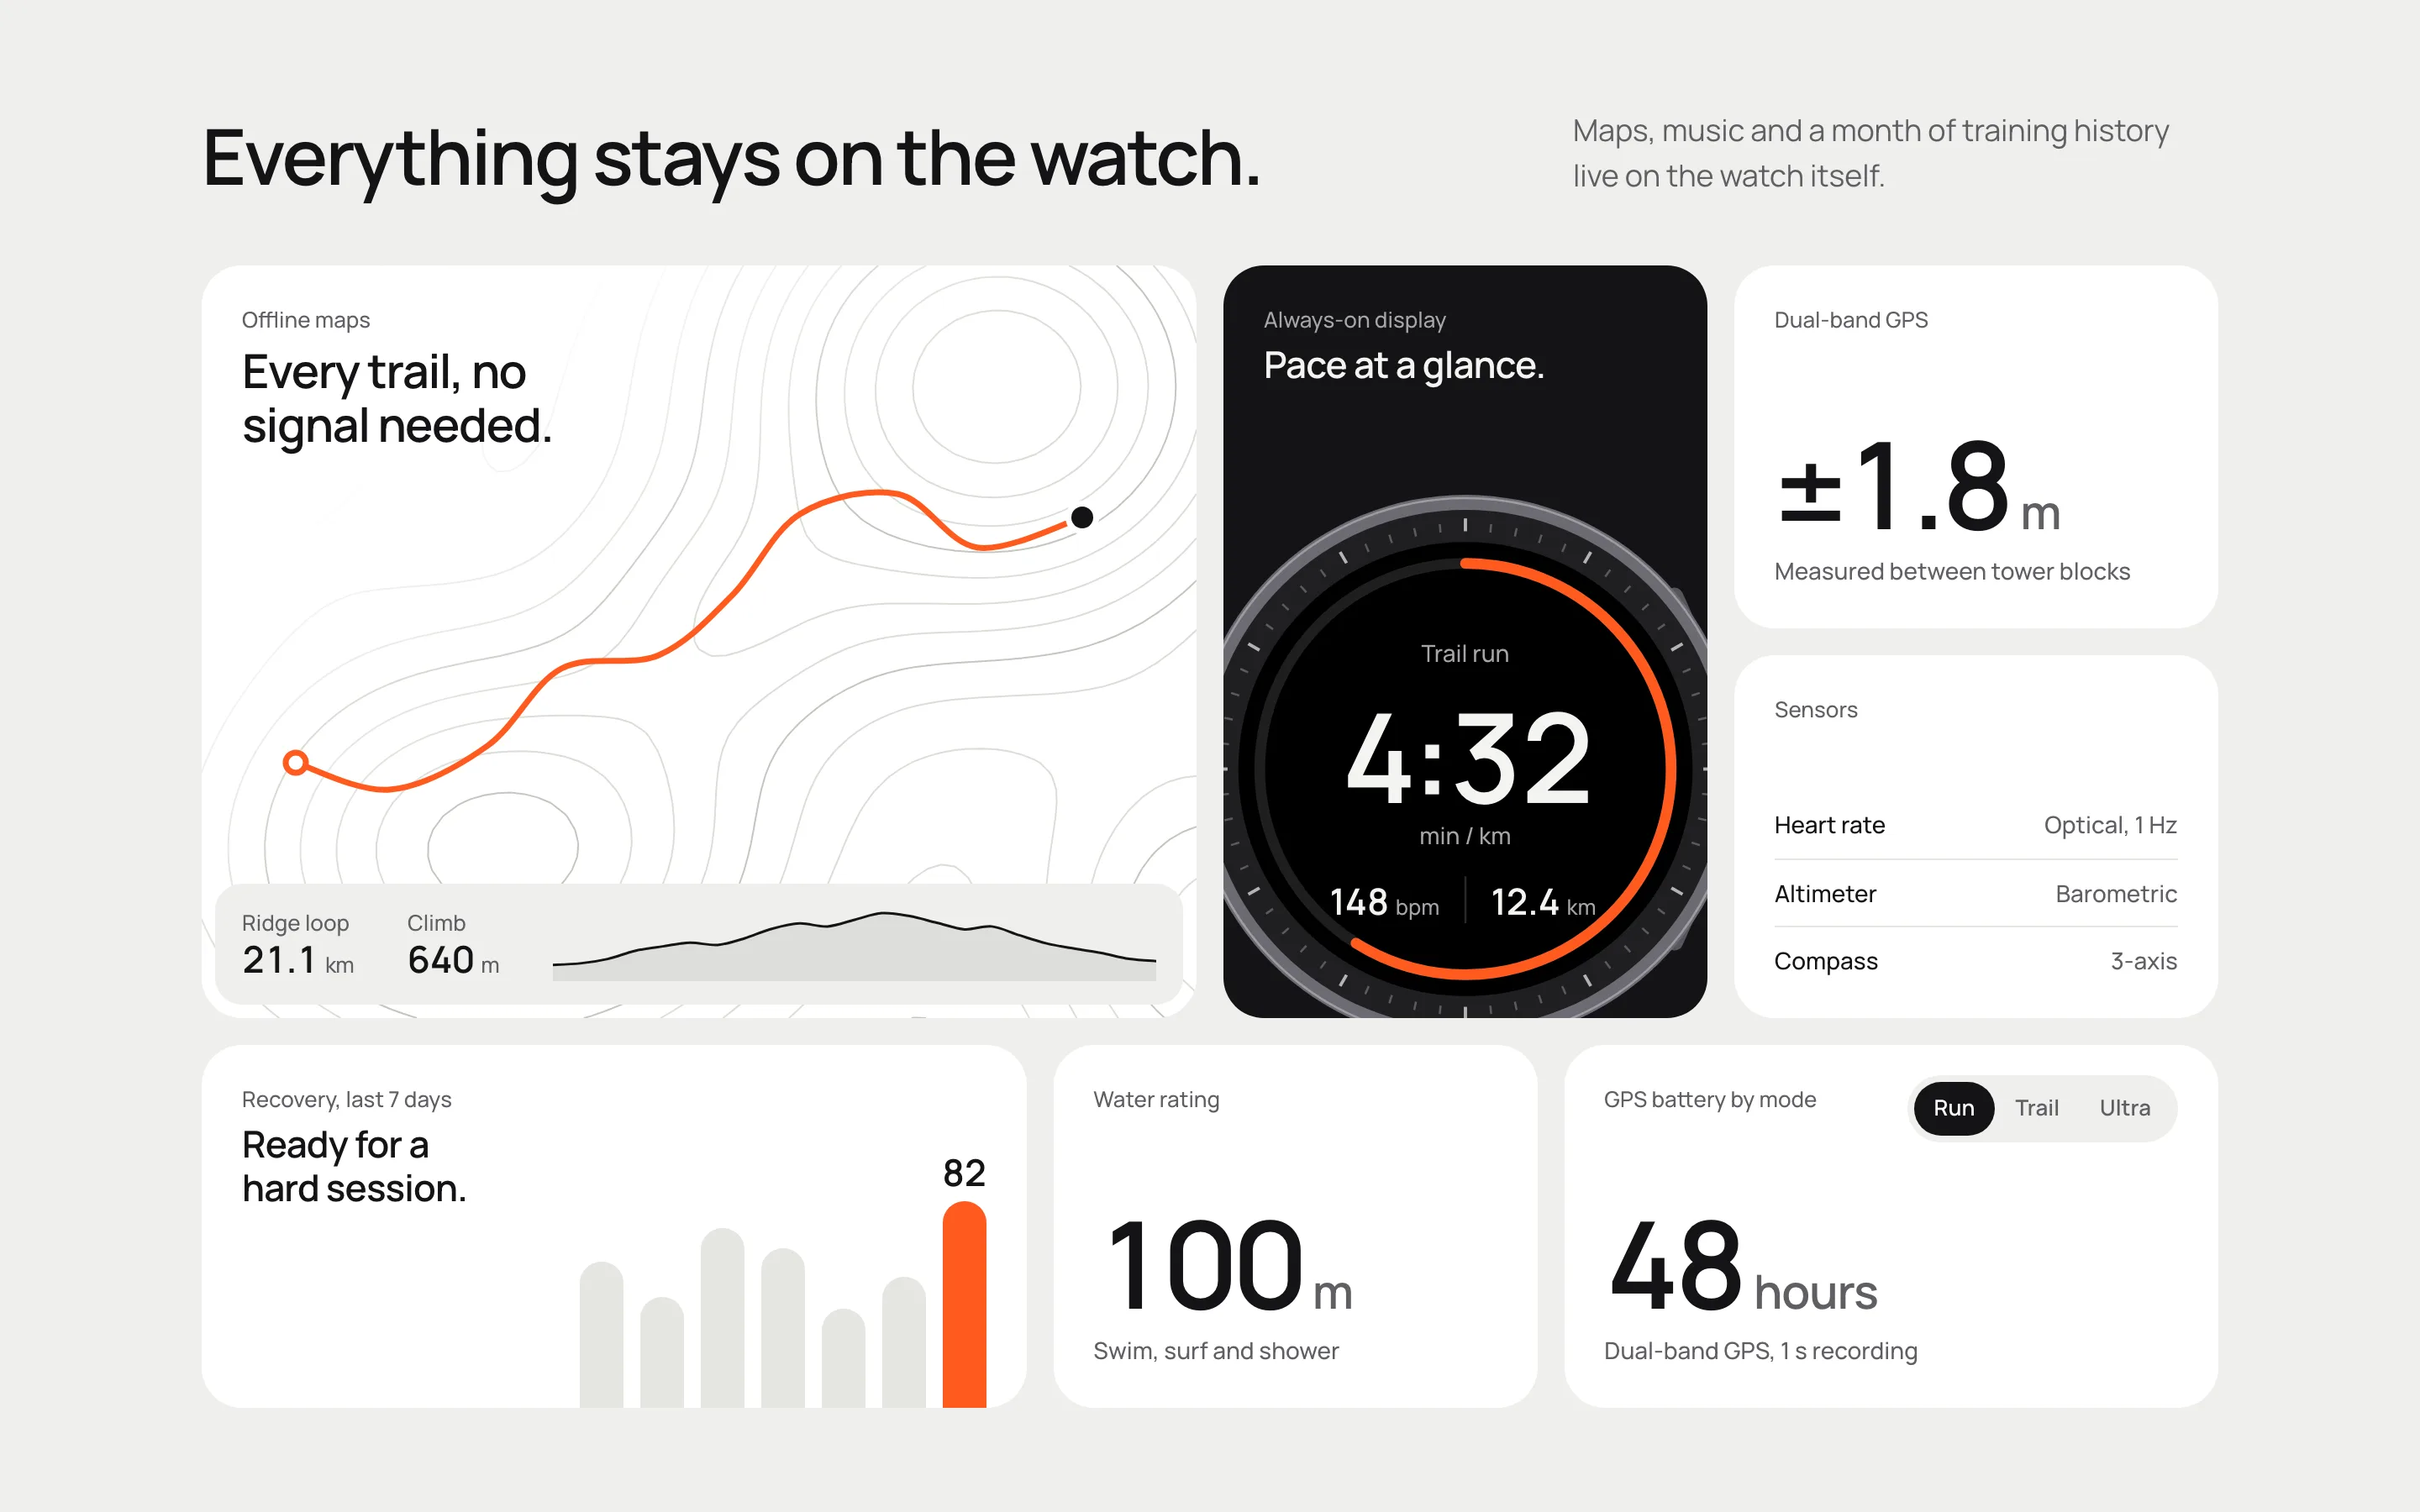 Everything stays on the watch.
Maps, music and a month of training history
live on the watch itself.
Offline maps
Every trail, no
signal needed.
Ridge loop
21.1 km
Climb
640 m
Always-on display
Pace at a glance.
Trail run
4:32
min / km
148 bpm
12.4 km
Dual-band GPS
±1.8 m
Measured between tower blocks
Sensors
Heart rate Optical, 1 Hz
Altimeter Barometric
Compass 3-axis
Recovery, last 7 days
Ready for a
hard session.
82
Water rating
100 m
Swim, surf and shower
GPS battery by mode
Run Trail Ultra
48 hours
Dual-band GPS, 1 s recording